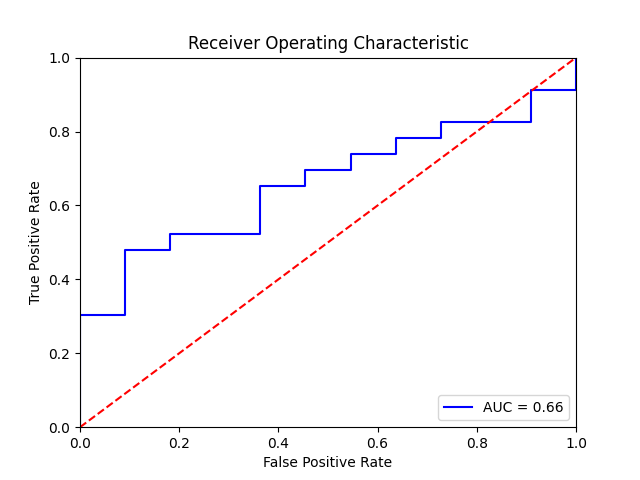 Receiver Operating Characteristic
1.0
0.8
0.6
0.4
0.2
0.0
True Positive Rate
AUC = 0.66
0.0 0.2 0.4 0.6 0.8 1.0
False Positive Rate